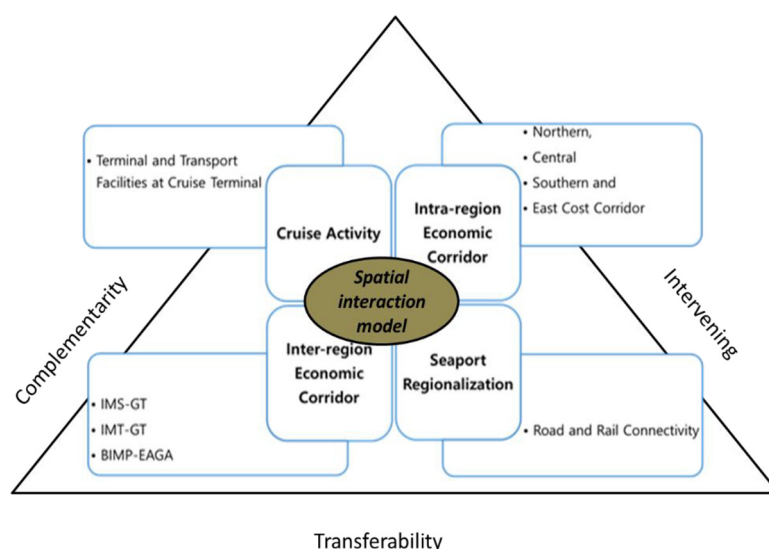 • Terminal and Transport
Facilities at Cruise Terminal
• Northern,
• Central
• Southern and
• East Cost Corridor
Cruise Activity
Intra-region
Economic
Corridor
Spatial
interaction
model
Complementarity
Intervening
Inter-region
Economic
Corridor
Seaport
Regionalization
• IMS-GT
• IMT-GT
• BIMP-EAGA
• Road and Rail Connectivity
Transferability